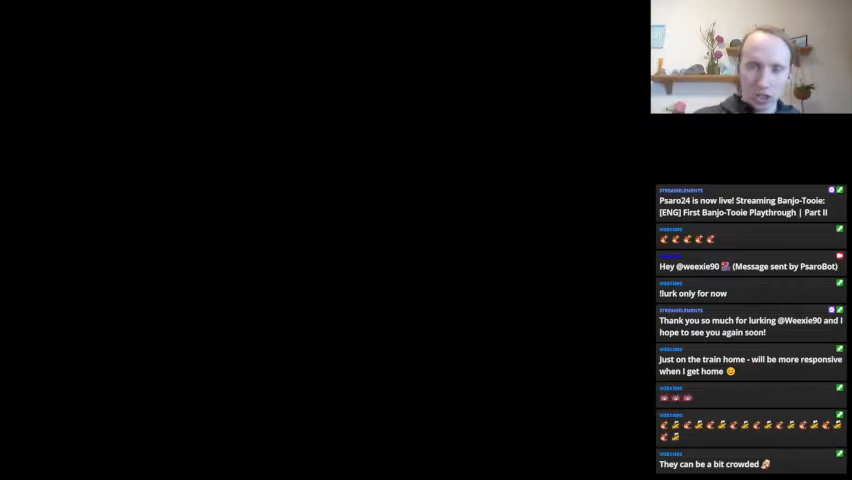 STREAMELEMENTS
Psaro24 is now live! Streaming Banjo-Tooie:
[ENG] First Banjo-Tooie Playthrough | Part II
WEEXIE90
Hey @weexie90 (Message sent by PsaroBot)
WEEXIE90
!lurk only for now
STREAMELEMENTS
Thank you so much for lurking @Weexie90 and I
hope to see you again soon!
WEEXIE90
Just on the train home - will be more responsive
when I get home 😊
WEEXIE90
WEEXIE90
WEEXIE90
They can be a bit crowded